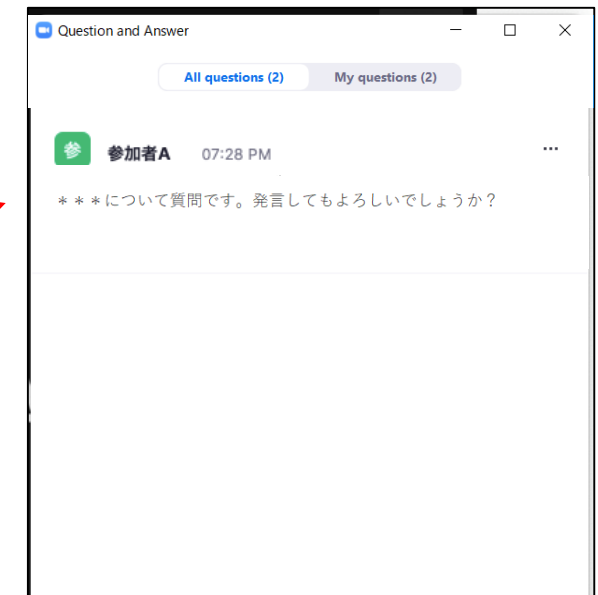 Question and Answer
All questions (2) My questions (2)
参 参加者A 07:28 PM
＊＊＊について質問です。発言してもよろしいでしょうか？